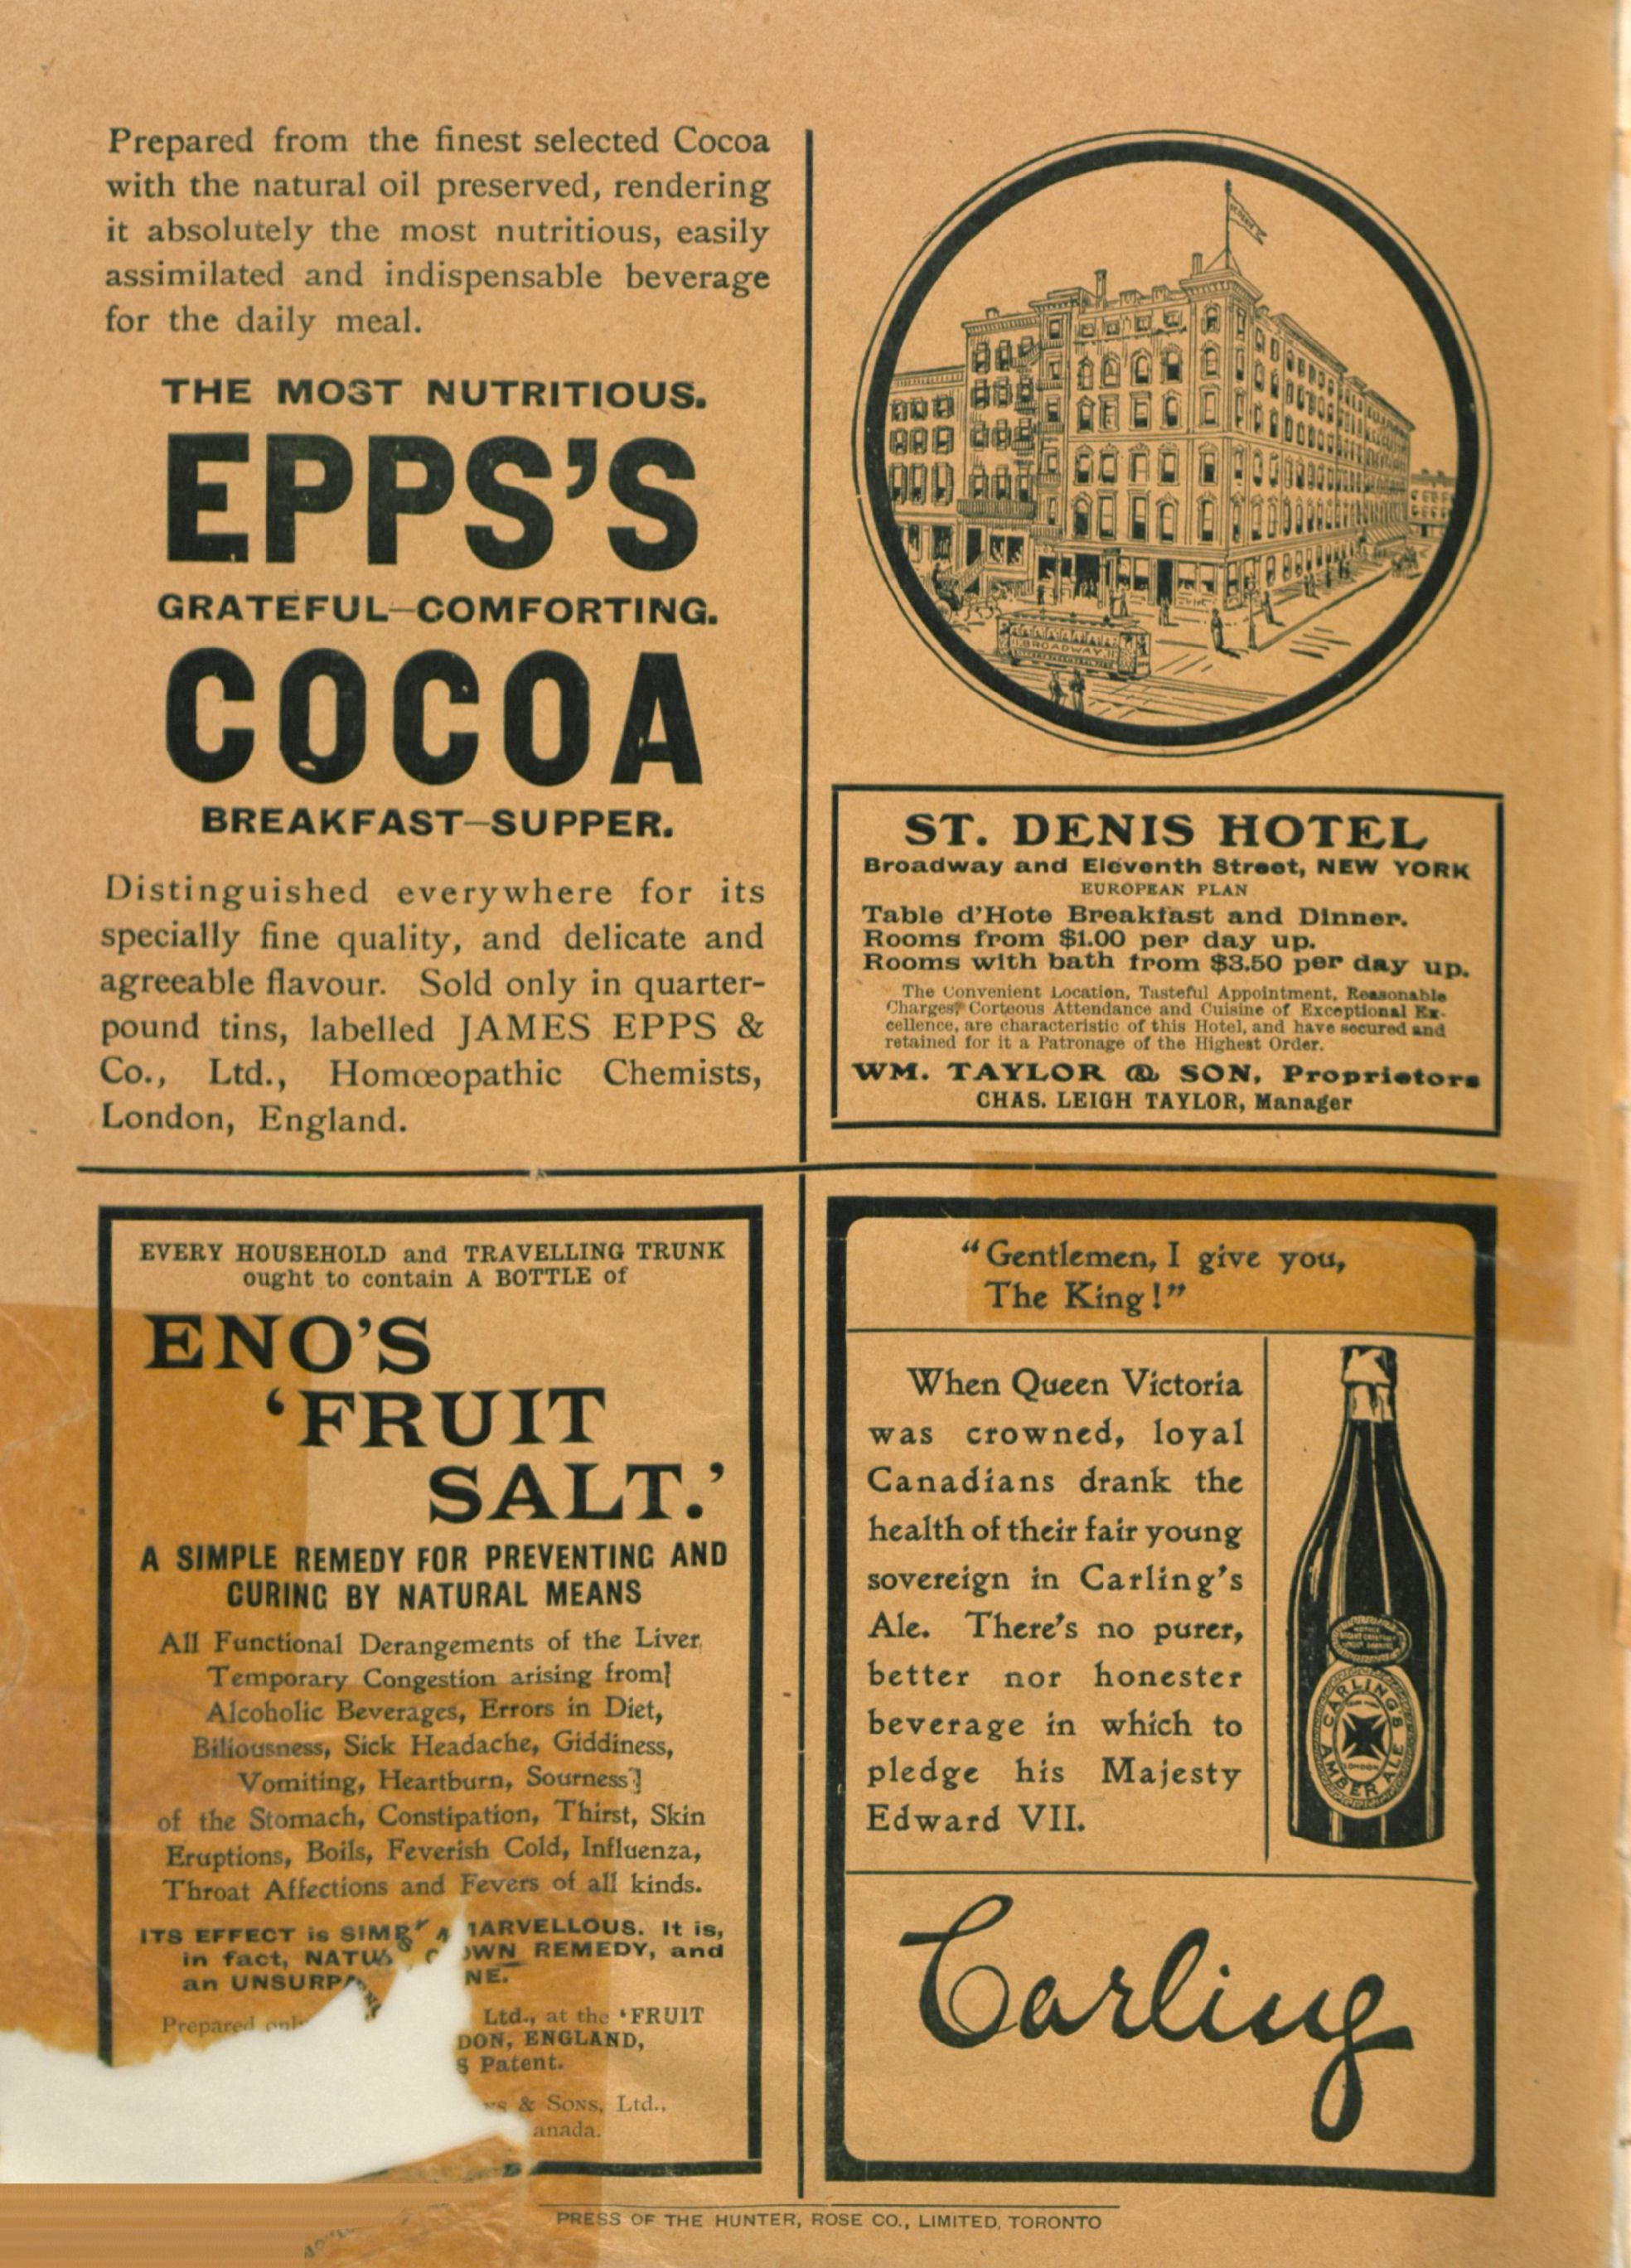 Prepared from the finest selected Cocoa
with the natural oil preserved, rendering
it absolutely the most nutritious, easily
assimilated and indispensable beverage
for the daily meal.
THE MOST NUTRITIOUS.
EPPS'S
GRATEFUL—COMFORTING.
COCOA
BREAKFAST—SUPPER.
Distinguished everywhere for its
specially fine quality, and delicate and
agreeable flavour. Sold only in quarter-
pound tins, labelled JAMES EPPS &
Co., Ltd., Homœopathic Chemists,
London, England.
BROADWAY
ST. DENIS HOTEL
Broadway and Eleventh Street, NEW YORK
EUROPEAN PLAN
Table d'Hote Breakfast and Dinner.
Rooms from $1.00 per day up.
Rooms with bath from $3.50 per day up.
The Convenient Location, Tasteful Appointment, Reasonable
Charges, Corteous Attendance and Cuisine of Exceptional Ex-
cellence, are characteristic of this Hotel, and have secured and
retained for it a Patronage of the Highest Order.
WM. TAYLOR & SON, Proprietors
CHAS. LEIGH TAYLOR, Manager
EVERY HOUSEHOLD and TRAVELLING TRUNK
ought to contain A BOTTLE of
ENO'S
'FRUIT
SALT.'
A SIMPLE REMEDY FOR PREVENTING AND
CURING BY NATURAL MEANS
All Functional Derangements of the Liver,
Temporary Congestion arising from
Alcoholic Beverages, Errors in Diet,
Biliousness, Sick Headache, Giddiness,
Vomiting, Heartburn, Sourness
of the Stomach, Constipation, Thirst, Skin
Eruptions, Boils, Feverish Cold, Influenza,
Throat Affections and Fevers of all kinds.
ITS EFFECT is MARVELLOUS. It is,
in fact, OWN REMEDY, and
an
Prepared Ltd., at the 'FRUIT
ENGLAND,
Patent.
& SONS, Ltd.,
"Gentlemen, I give you,
The King!"
When Queen Victoria
was crowned, loyal
Canadians drank the
health of their fair young
sovereign in Carling's
Ale. There's no purer,
better nor honester
beverage in which to
pledge his Majesty
Edward VII.
CARLING'S
LONDON
AMBER ALE
Carling
PRESS OF THE HUNTER, ROSE CO., LIMITED, TORONTO